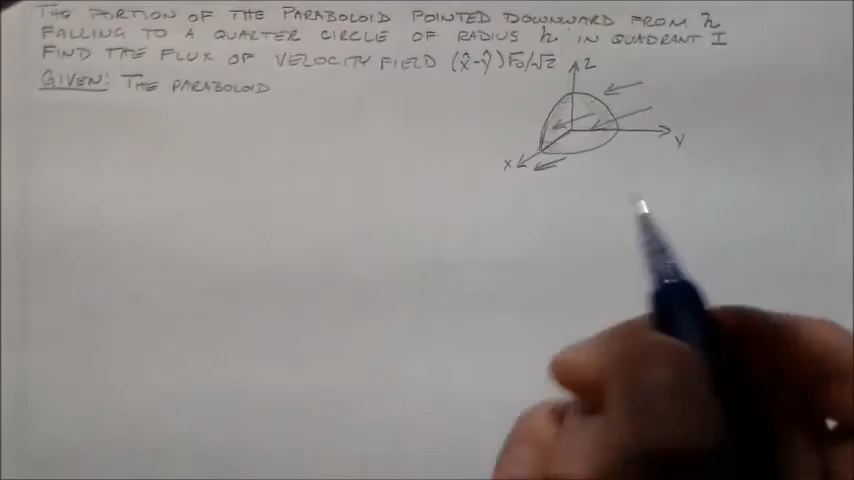 THE PORTION OF THE PARABOLOID POINTED DOWNWARD FROM h
FALLING TO A QUARTER CIRCLE OF RADIUS h IN QUADRANT I
FIND THE FLUX OF VELOCITY FIELD (x̂-ŷ)F₀/√2
GIVEN: THE PARABOLOID
z
y
x